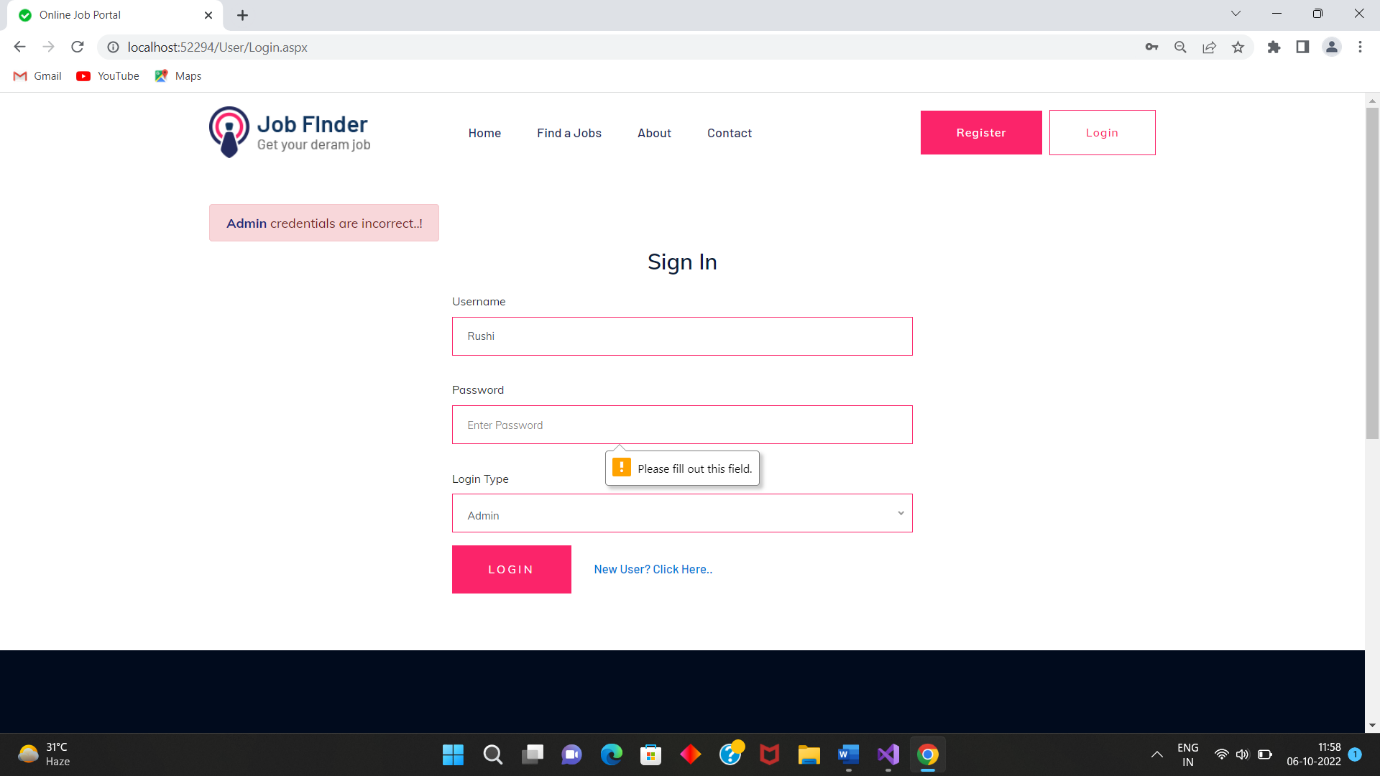 Online Job Portal
localhost:52294/User/Login.aspx
Gmail YouTube Maps
Job FInder
Get your deram job
Home Find a Jobs About Contact
Register Login
Admin credentials are incorrect..!
Sign In
Username
Rushi
Password
Enter Password
! Please fill out this field.
Login Type
Admin
LOGIN New User? Click Here..
31°C
Haze
ENG
IN
11:58
06-10-2022
1